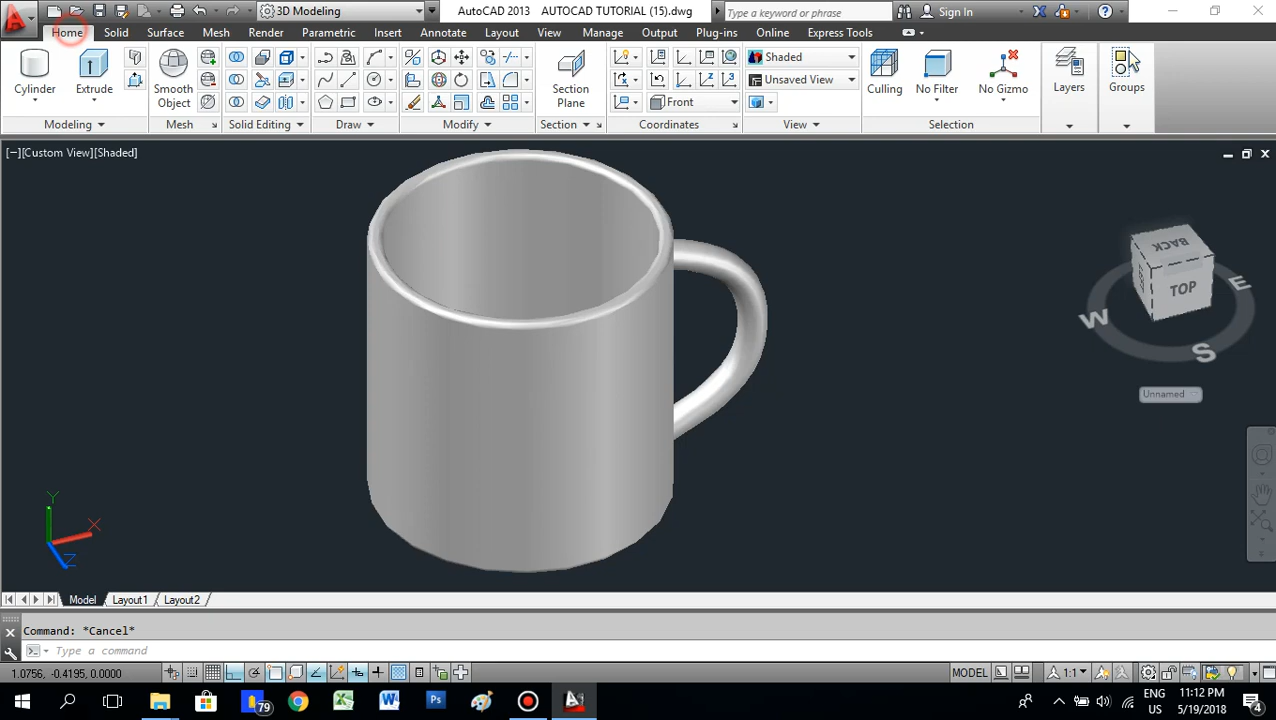 3D Modeling
AutoCAD 2013 AUTOCAD TUTORIAL (15).dwg
Type a keyword or phrase
Sign In
Home Solid Surface Mesh Render Parametric Insert Annotate Layout View Manage Output Plug-ins Online Express Tools
Cylinder
Extrude
Smooth
Object
Section
Plane
Shaded
Unsaved View
Front
Culling
No Filter
No Gizmo
Layers
Groups
Modeling
Mesh
Solid Editing
Draw
Modify
Section
Coordinates
View
Selection
[−][Custom View][Shaded]
BACK
TOP
W
E
S
Unnamed
Y
X
Z
Model Layout1 Layout2
Command: *Cancel*
Type a command
1.0756, -0.4195, 0.0000
MODEL
1:1
79
Ps
ENG
US
11:12 PM
5/19/2018
4